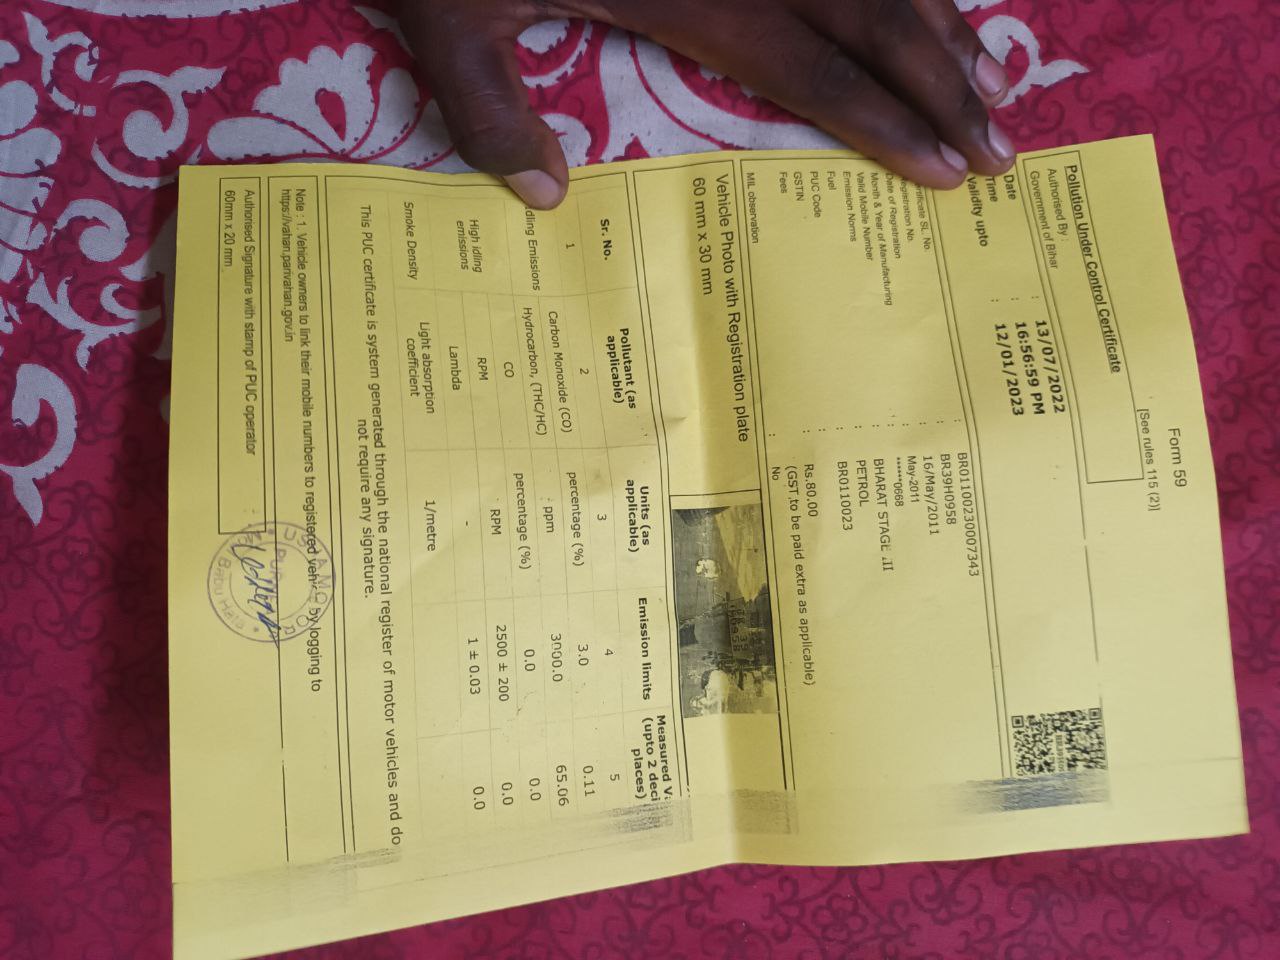 Form 59
[See rules 115 (2)]
Pollution Under Control Certificate
Authorised By :
Government of Bihar
Date : 13/07/2022
Time : 16:56:59 PM
Validity upto : 12/01/2023
ertificate SL. No. : BR01100230007343
Registration No. : BR39H0958
Date of Registration : 16/May/2011
Month & Year of Manufacturing : May-2011
Valid Mobile Number : ******0668
Emission Norms : BHARAT STAGE .II
Fuel : PETROL
PUC Code : BR0110023
GSTIN :
Fees : Rs.80.00
(GST to be paid extra as applicable)
MIL observation : No
Vehicle Photo with Registration plate
60 mm x 30 mm
Sr. No. Pollutant (as applicable) Units (as applicable) Emission limits Measured V. (upto 2 deci places)
1 2 3 4 5
dling Emissions Carbon Monoxide (CO) percentage (%) 3.0 0.11
Hydrocarbon, (THC/HC) ppm 3000.0 65.06
High idling emissions CO percentage (%) 0.0 0.0
RPM RPM 2500 ± 200 0.0
Lambda - 1 ± 0.03 0.0
Smoke Density Light absorption coefficient 1/metre
This PUC certificate is system generated through the national register of motor vehicles and do
not require any signature.
Note : 1. Vehicle owners to link their mobile numbers to registered vehicle by logging to
https://vahan.parivahan.gov.in
Authorised Signature with stamp of PUC operator
60mm x 20 mm